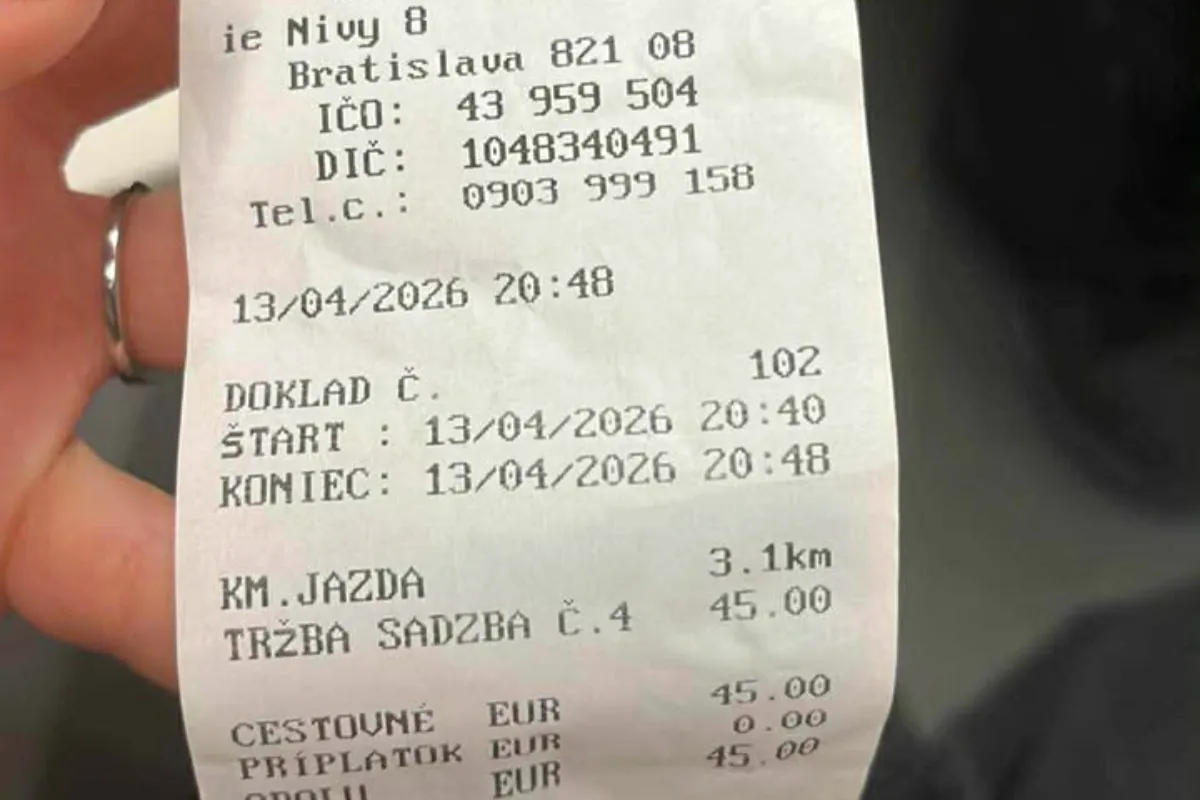 ie Nivy 8
Bratislava 821 08
IČO: 43 959 504
DIČ: 1048340491
Tel.c.: 0903 999 158
13/04/2026 20:48
DOKLAD Č. 102
ŠTART : 13/04/2026 20:40
KONIEC: 13/04/2026 20:48
KM.JAZDA 3.1km
TRŽBA SADZBA Č.4 45.00
CESTOVNÉ EUR 45.00
PRÍPLATOK EUR 0.00
EUR 45.00